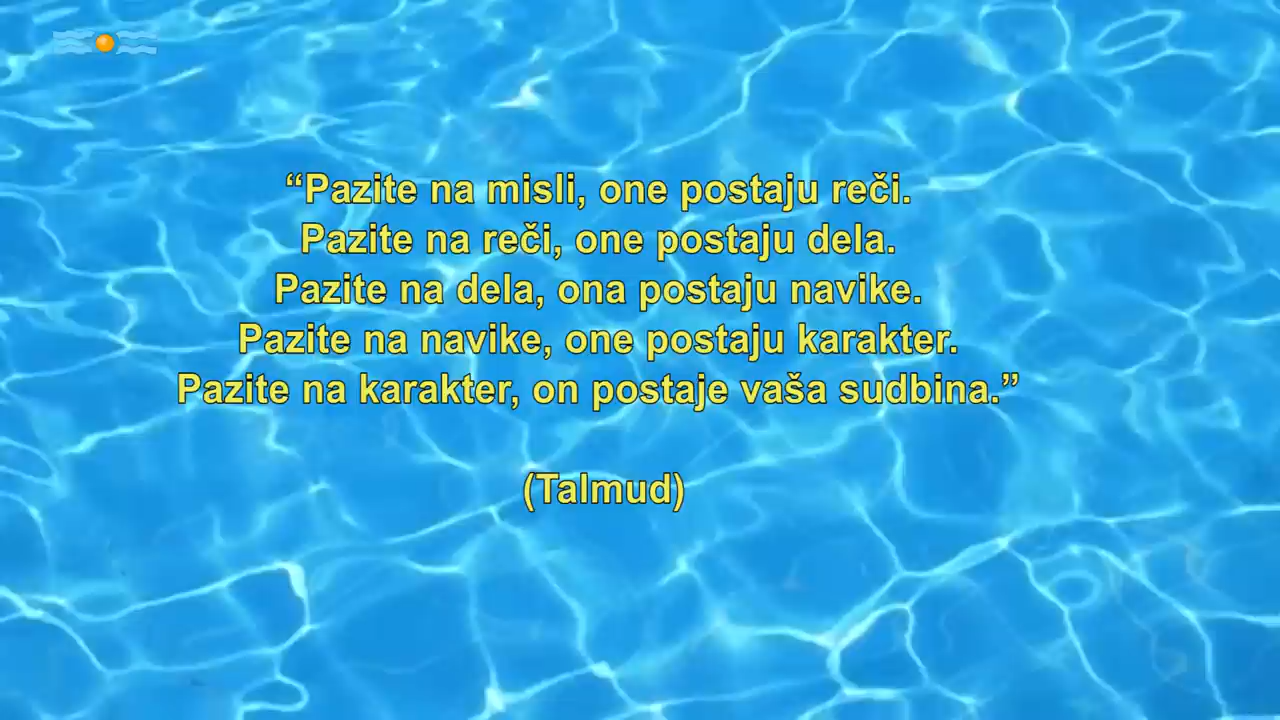 “Pazite na misli, one postaju reči.
Pazite na reči, one postaju dela.
Pazite na dela, ona postaju navike.
Pazite na navike, one postaju karakter.
Pazite na karakter, on postaje vaša sudbina.”
(Talmud)